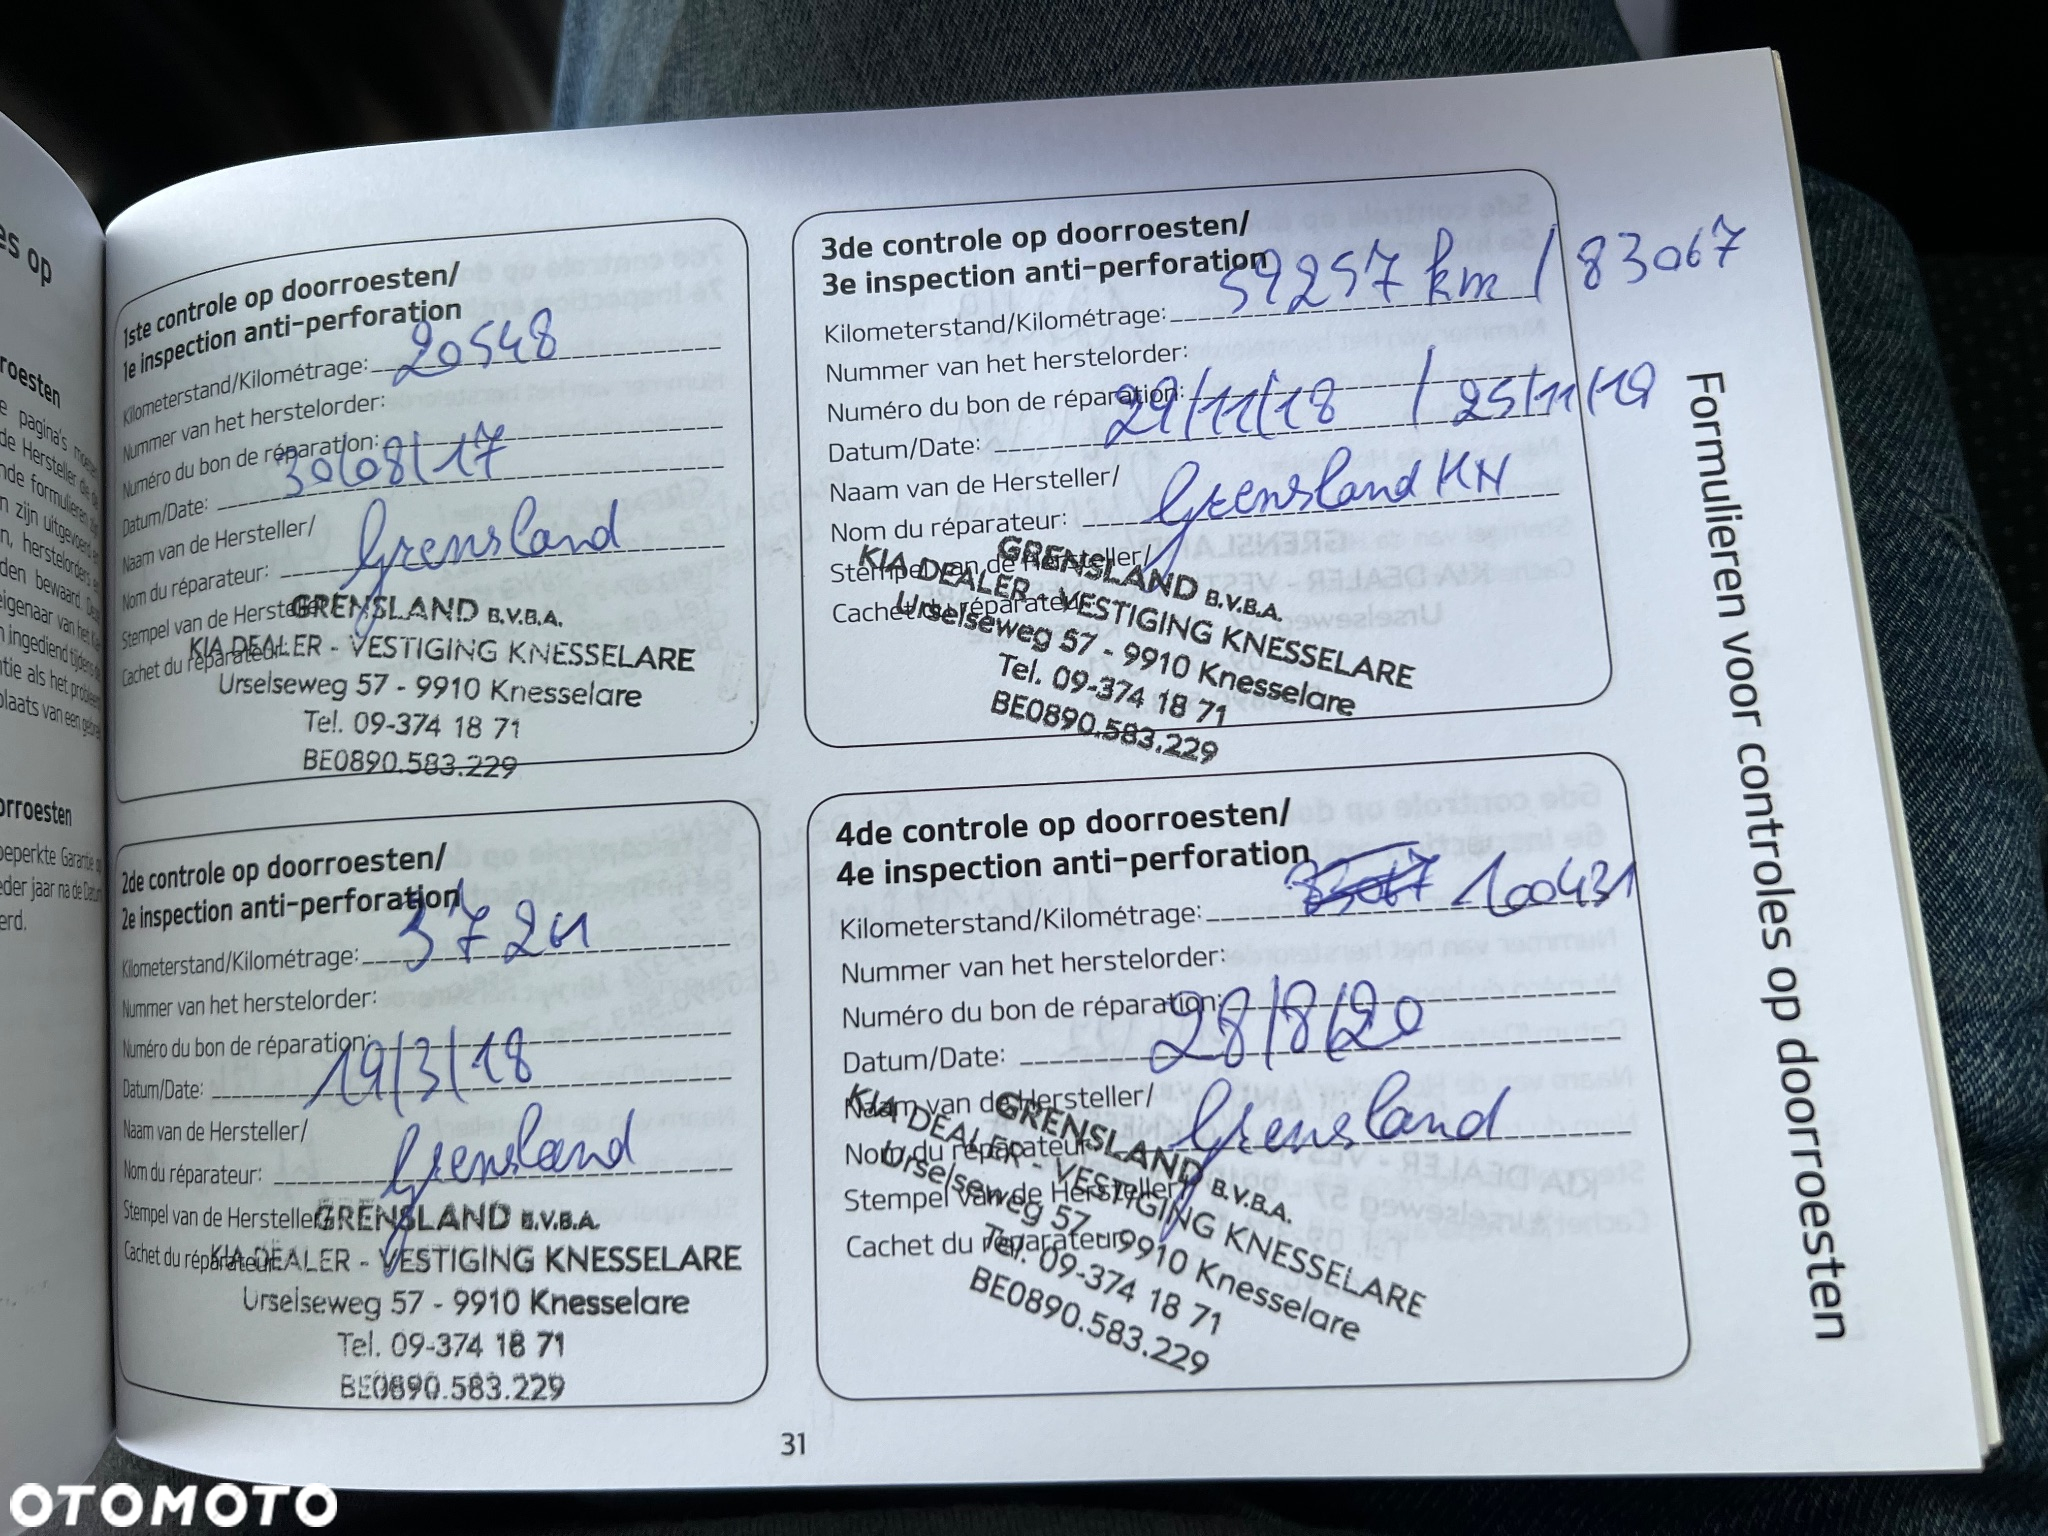 es op
roesten
orroesten
erd.
1ste controle op doorroesten/
1e inspection anti-perforation
Kilometerstand/Kilométrage: 20548
Nummer van het herstelorder:
Numéro du bon de réparation:
Datum/Date: 30/08/17
Naam van de Hersteller/
Nom du réparateur: Grensland
Stempel van de Hersteller/
Cachet du réparateur:
GRENSLAND B.V.B.A.
KIA DEALER - VESTIGING KNESSELARE
Urselseweg 57 - 9910 Knesselare
Tel. 09-374 18 71
BE0890.583.229
2de controle op doorroesten/
2e inspection anti-perforation
Kilometerstand/Kilométrage:
Nummer van het herstelorder:
Numéro du bon de réparation:
Datum/Date: 19/3/18
Naam van de Hersteller/
Nom du réparateur: Grensland
Stempel van de Hersteller/
Cachet du réparateur:
GRENSLAND B.V.B.A.
KIA DEALER - VESTIGING KNESSELARE
Urselseweg 57 - 9910 Knesselare
Tel. 09-374 18 71
BE0890.583.229
3de controle op doorroesten/
3e inspection anti-perforation
Kilometerstand/Kilométrage: 59257 km / 83067
Nummer van het herstelorder:
Numéro du bon de réparation:
Datum/Date: 29/11/18 / 25/11/19
Naam van de Hersteller/
Nom du réparateur: Grensland KN
Stempel van de Hersteller/
Cachet du réparateur:
GRENSLAND B.V.B.A.
KIA DEALER - VESTIGING KNESSELARE
Urselseweg 57 - 9910 Knesselare
Tel. 09-374 18 71
BE0890.583.229
4de controle op doorroesten/
4e inspection anti-perforation
Kilometerstand/Kilométrage: 83067 100431
Nummer van het herstelorder:
Numéro du bon de réparation:
Datum/Date: 28/8/20
Naam van de Hersteller/
Nom du réparateur: Grensland
Stempel van de Hersteller/
Cachet du réparateur:
GRENSLAND B.V.B.A.
KIA DEALER - VESTIGING KNESSELARE
Urselseweg 57 - 9910 Knesselare
Tel. 09-374 18 71
BE0890.583.229
Formulieren voor controles op doorroesten
31
OTOMOTO